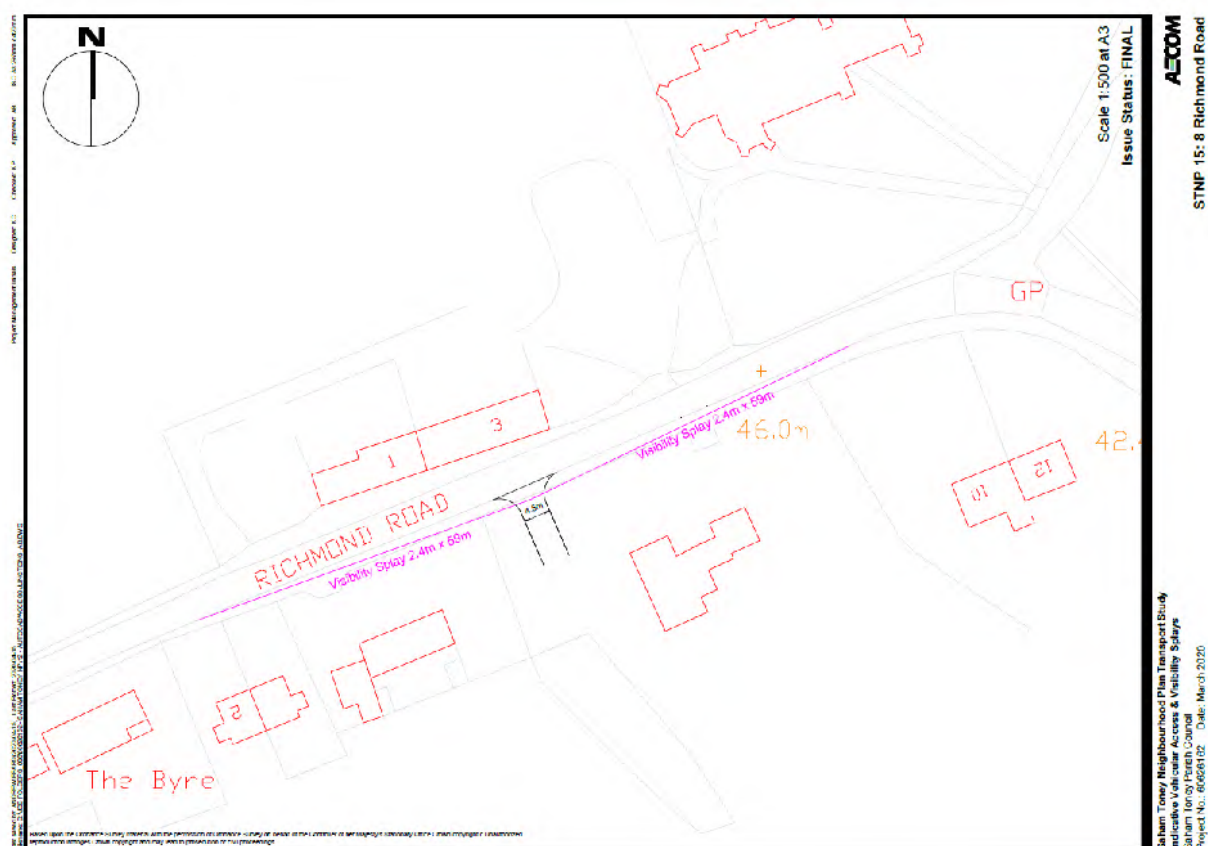 N
Scale 1:500 at A3
Issue Status: FINAL
AECOM
STNP 15: 8 Richmond Road
GP
3
1
46.0m
42.
Visibility Splay 2.4m x 59m
4.5m
RICHMOND ROAD
Visibility Splay 2.4m x 59m
10
12
2
The Byre
Saham Toney Neighbourhood Plan Transport Study
Indicative Vehicular Access & Visibility Splays
Saham Toney Parish Council
Project No.: 60626162 Date: March 2020